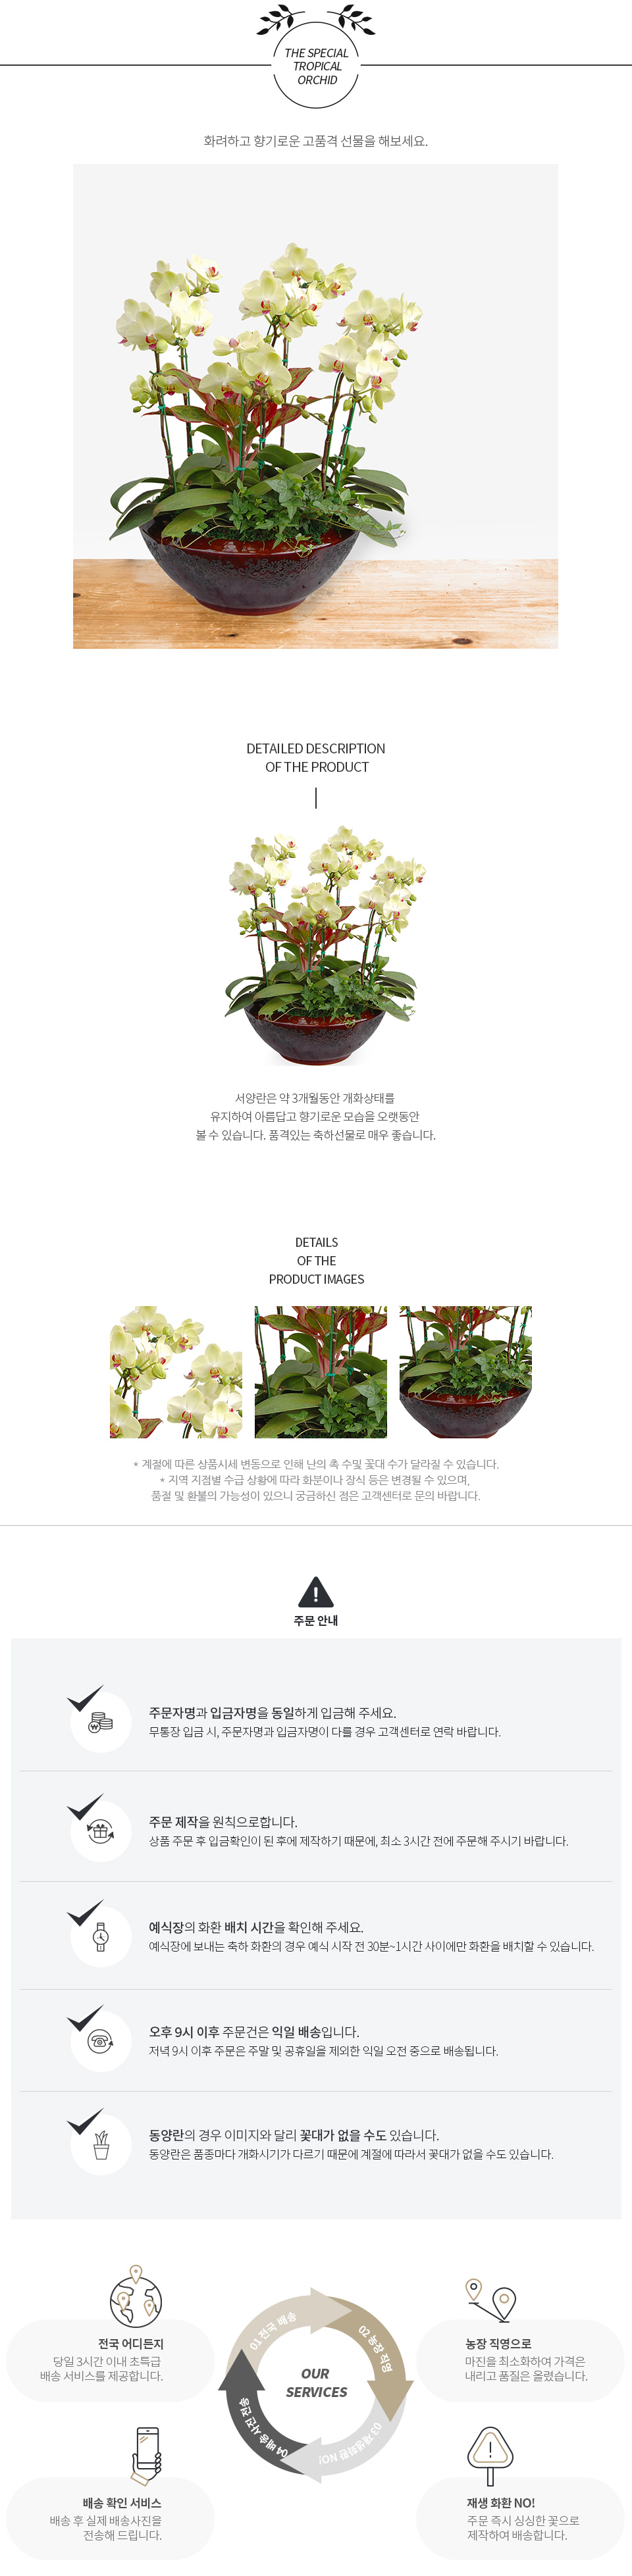 THE SPECIAL
TROPICAL
ORCHID
화려하고 향기로운 고품격 선물을 해보세요.
DETAILED DESCRIPTION
OF THE PRODUCT
서양란은 약 3개월동안 개화상태를
유지하여 아름답고 향기로운 모습을 오랫동안
볼 수 있습니다. 품격있는 축하선물로 매우 좋습니다.
DETAILS
OF THE
PRODUCT IMAGES
* 계절에 따른 상품시세 변동으로 인해 난의 촉 수및 꽃대 수가 달라질 수 있습니다.
* 지역 지점별 수급 상황에 따라 화분이나 장식 등은 변경될 수 있으며,
품절 및 환불의 가능성이 있으니 궁금하신 점은 고객센터로 문의 바랍니다.
주문 안내
주문자명과 입금자명을 동일하게 입금해 주세요.
무통장 입금 시, 주문자명과 입금자명이 다를 경우 고객센터로 연락 바랍니다.
주문 제작을 원칙으로합니다.
상품 주문 후 입금확인이 된 후에 제작하기 때문에, 최소 3시간 전에 주문해 주시기 바랍니다.
예식장의 화환 배치 시간을 확인해 주세요.
예식장에 보내는 축하 화환의 경우 예식 시작 전 30분~1시간 사이에만 화환을 배치할 수 있습니다.
오후 9시 이후 주문건은 익일 배송입니다.
저녁 9시 이후 주문은 주말 및 공휴일을 제외한 익일 오전 중으로 배송됩니다.
동양란의 경우 이미지와 달리 꽃대가 없을 수도 있습니다.
동양란은 품종마다 개화시기가 다르기 때문에 계절에 따라서 꽃대가 없을 수도 있습니다.
전국 어디든지
당일 3시간 이내 초특급
배송 서비스를 제공합니다.
01 전국 배송
02 농장 직영
OUR
SERVICES
03 재생화환 NO!
04 배송사진 전송
농장 직영으로
마진을 최소화하여 가격은
내리고 품질은 올렸습니다.
배송 확인 서비스
배송 후 실제 배송사진을
전송해 드립니다.
재생 화환 NO!
주문 즉시 싱싱한 꽃으로
제작하여 배송합니다.